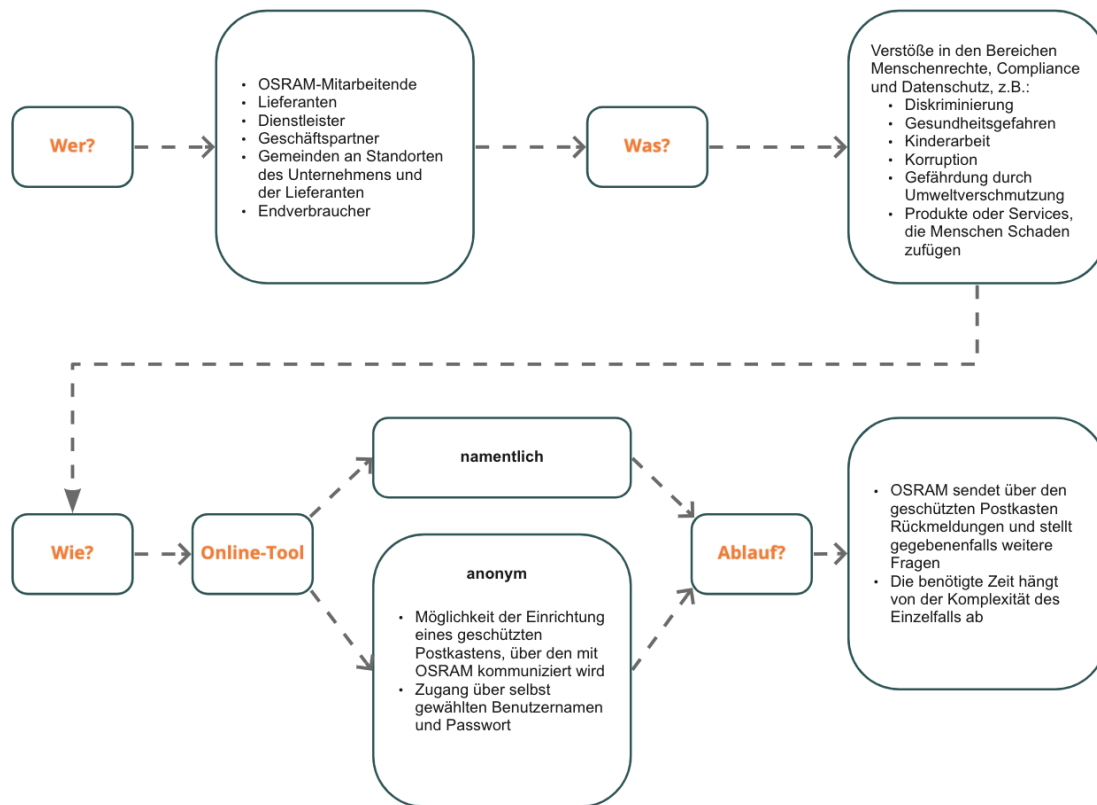 Wer?
• OSRAM-Mitarbeitende
• Lieferanten
• Dienstleister
• Geschäftspartner
• Gemeinden an Standorten
des Unternehmens und
der Lieferanten
• Endverbraucher
Was?
Verstöße in den Bereichen
Menschenrechte, Compliance
und Datenschutz, z.B.:
• Diskriminierung
• Gesundheitsgefahren
• Kinderarbeit
• Korruption
• Gefährdung durch
Umweltverschmutzung
• Produkte oder Services,
die Menschen Schaden
zufügen
Wie?
Online-Tool
namentlich
anonym
• Möglichkeit der Einrichtung
eines geschützten
Postkastens, über den mit
OSRAM kommuniziert wird
• Zugang über selbst
gewählten Benutzernamen
und Passwort
Ablauf?
• OSRAM sendet über den
geschützten Postkasten
Rückmeldungen und stellt
gegebenenfalls weitere
Fragen
• Die benötigte Zeit hängt
von der Komplexität des
Einzelfalls ab